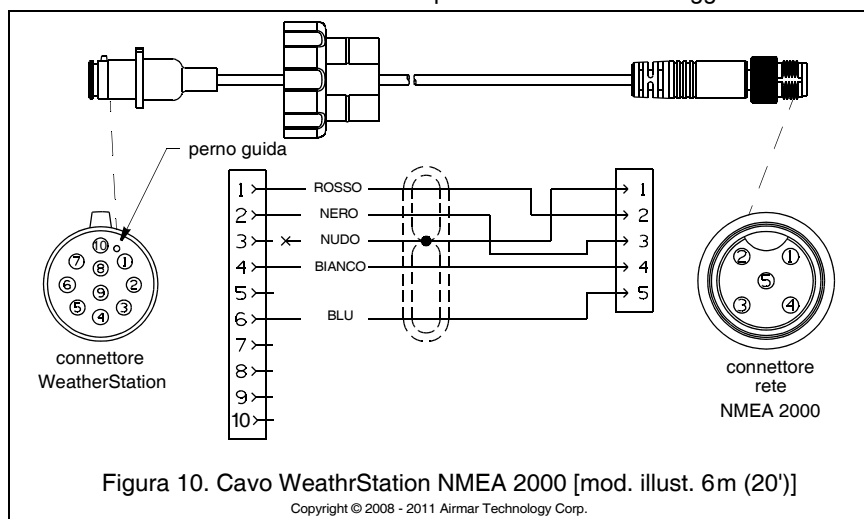 perno guida
1 ROSSO 1
2 NERO 2
3 NUDO 3
4 BIANCO 4
5 5
6 BLU
7
8
9
10
10
7 1
8
6 2
9
5 3
4
connettore
WeatherStation
2 1
5
3 4
connettore
rete
NMEA 2000
Figura 10. Cavo WeathrStation NMEA 2000 [mod. illust. 6m (20')]
Copyright © 2008 - 2011 Airmar Technology Corp.